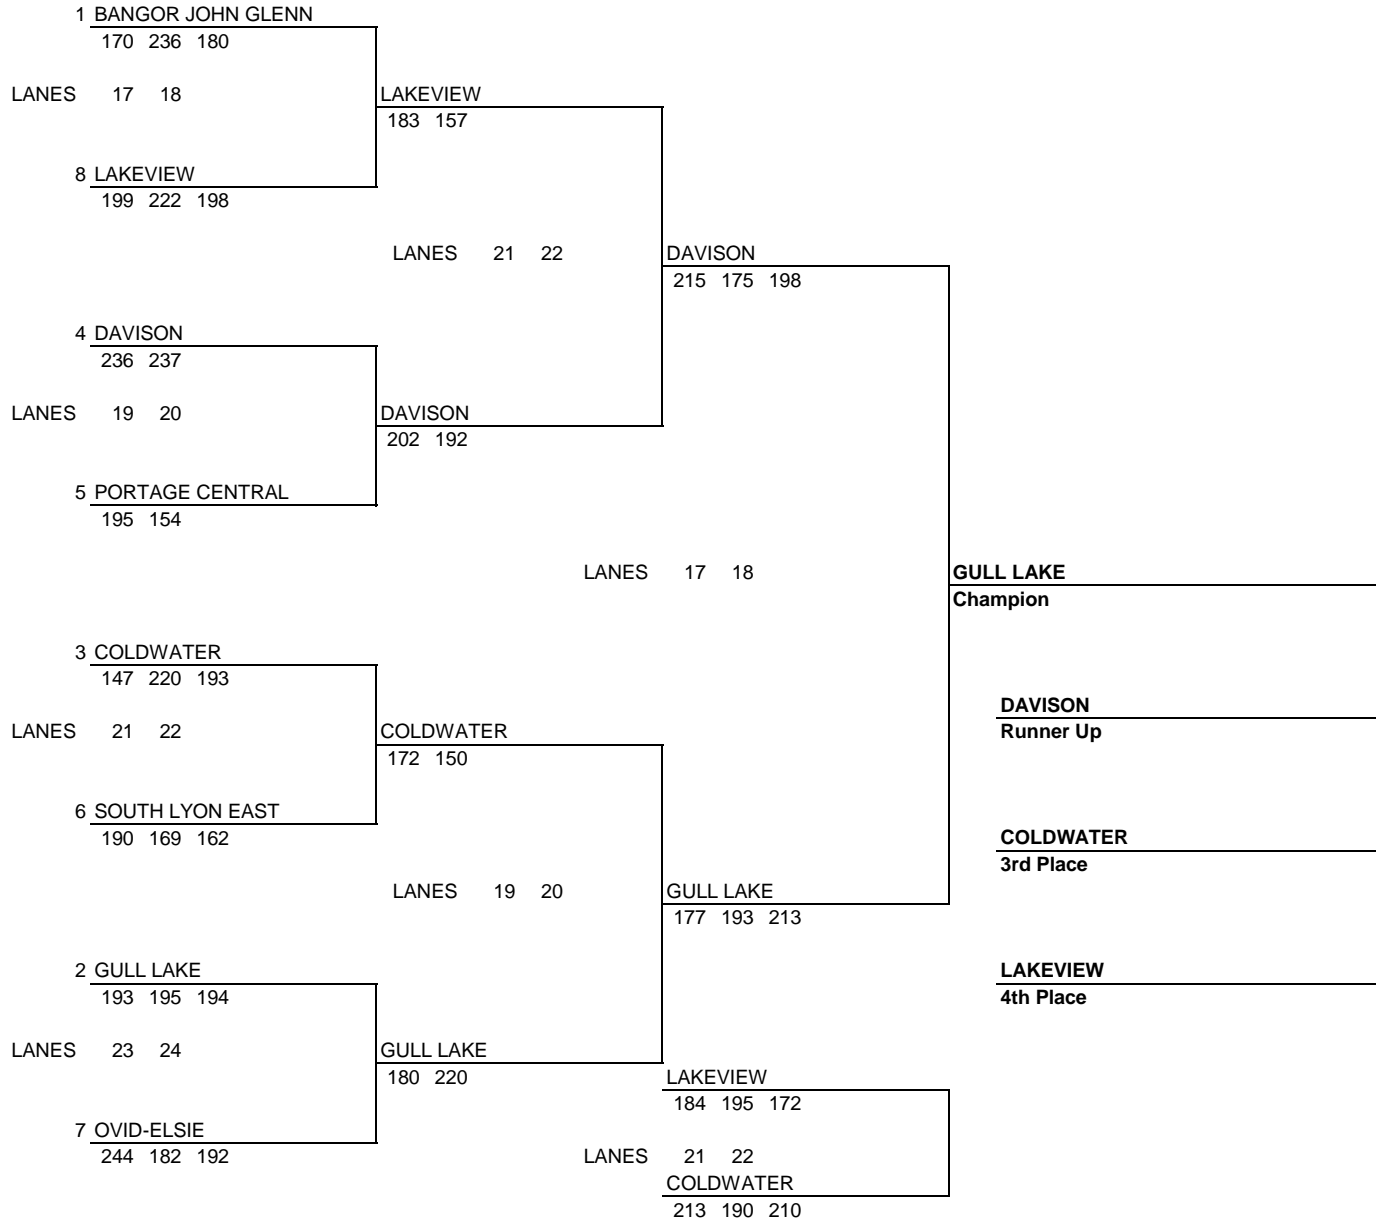 1 BANGOR JOHN GLENN
170 236 180
LANES 17 18
LAKEVIEW
183 157
8 LAKEVIEW
199 222 198
LANES 21 22
DAVISON
215 175 198
4 DAVISON
236 237
LANES 19 20
DAVISON
202 192
5 PORTAGE CENTRAL
195 154
LANES 17 18
GULL LAKE
Champion
3 COLDWATER
147 220 193
DAVISON
Runner Up
LANES 21 22
COLDWATER
172 150
6 SOUTH LYON EAST
190 169 162
COLDWATER
3rd Place
LANES 19 20
GULL LAKE
177 193 213
2 GULL LAKE
193 195 194
LAKEVIEW
4th Place
LANES 23 24
GULL LAKE
180 220
LAKEVIEW
184 195 172
7 OVID-ELSIE
244 182 192
LANES 21 22
COLDWATER
213 190 210